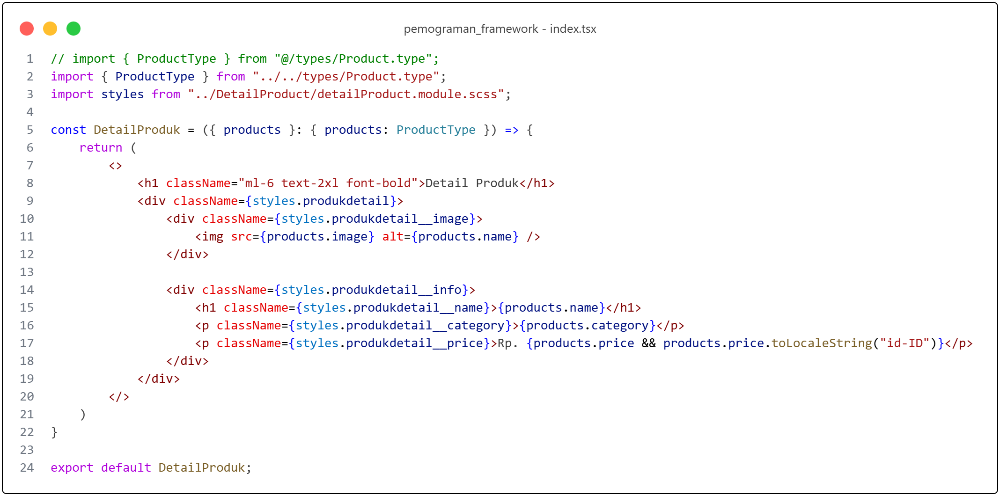 pemograman_framework - index.tsx
1 // import { ProductType } from "@/types/Product.type";
2 import { ProductType } from "../../types/Product.type";
3 import styles from "../DetailProduct/detailProduct.module.scss";
4
5 const DetailProduk = ({ products }: { products: ProductType }) => {
6     return (
7         <>
8             <h1 className="ml-6 text-2xl font-bold">Detail Produk</h1>
9             <div className={styles.produkdetail}>
10                 <div className={styles.produkdetail__image}>
11                     <img src={products.image} alt={products.name} />
12                 </div>
13
14                 <div className={styles.produkdetail__info}>
15                     <h1 className={styles.produkdetail__name}>{products.name}</h1>
16                     <p className={styles.produkdetail__category}>{products.category}</p>
17                     <p className={styles.produkdetail__price}>Rp. {products.price && products.price.toLocaleString("id-ID")}</p>
18                 </div>
19             </div>
20         </>
21     )
22 }
23
24 export default DetailProduk;